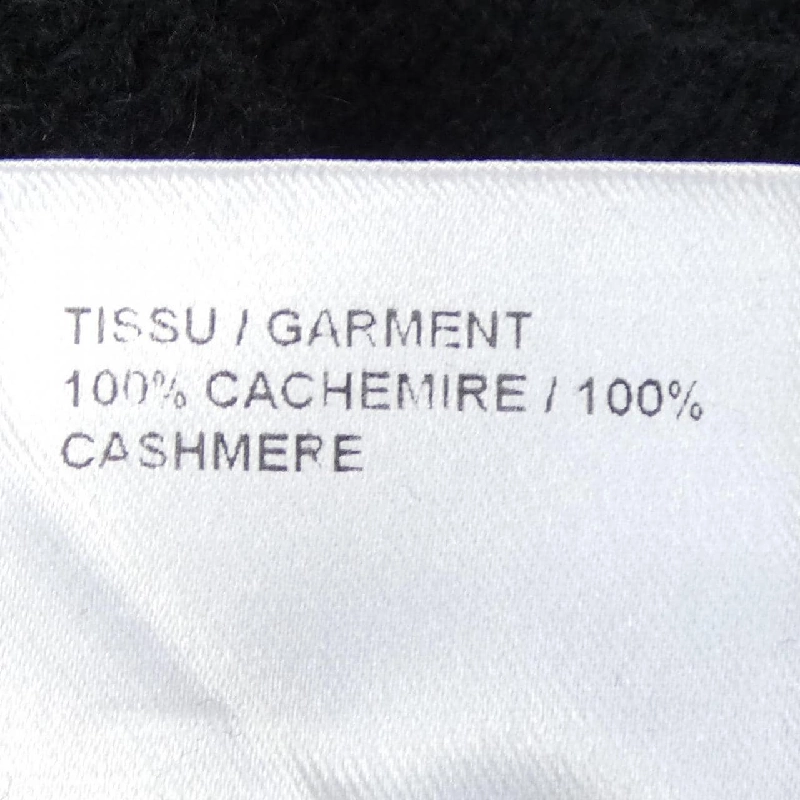 TISSU / GARMENT
100% CACHEMIRE / 100%
CASHMERE